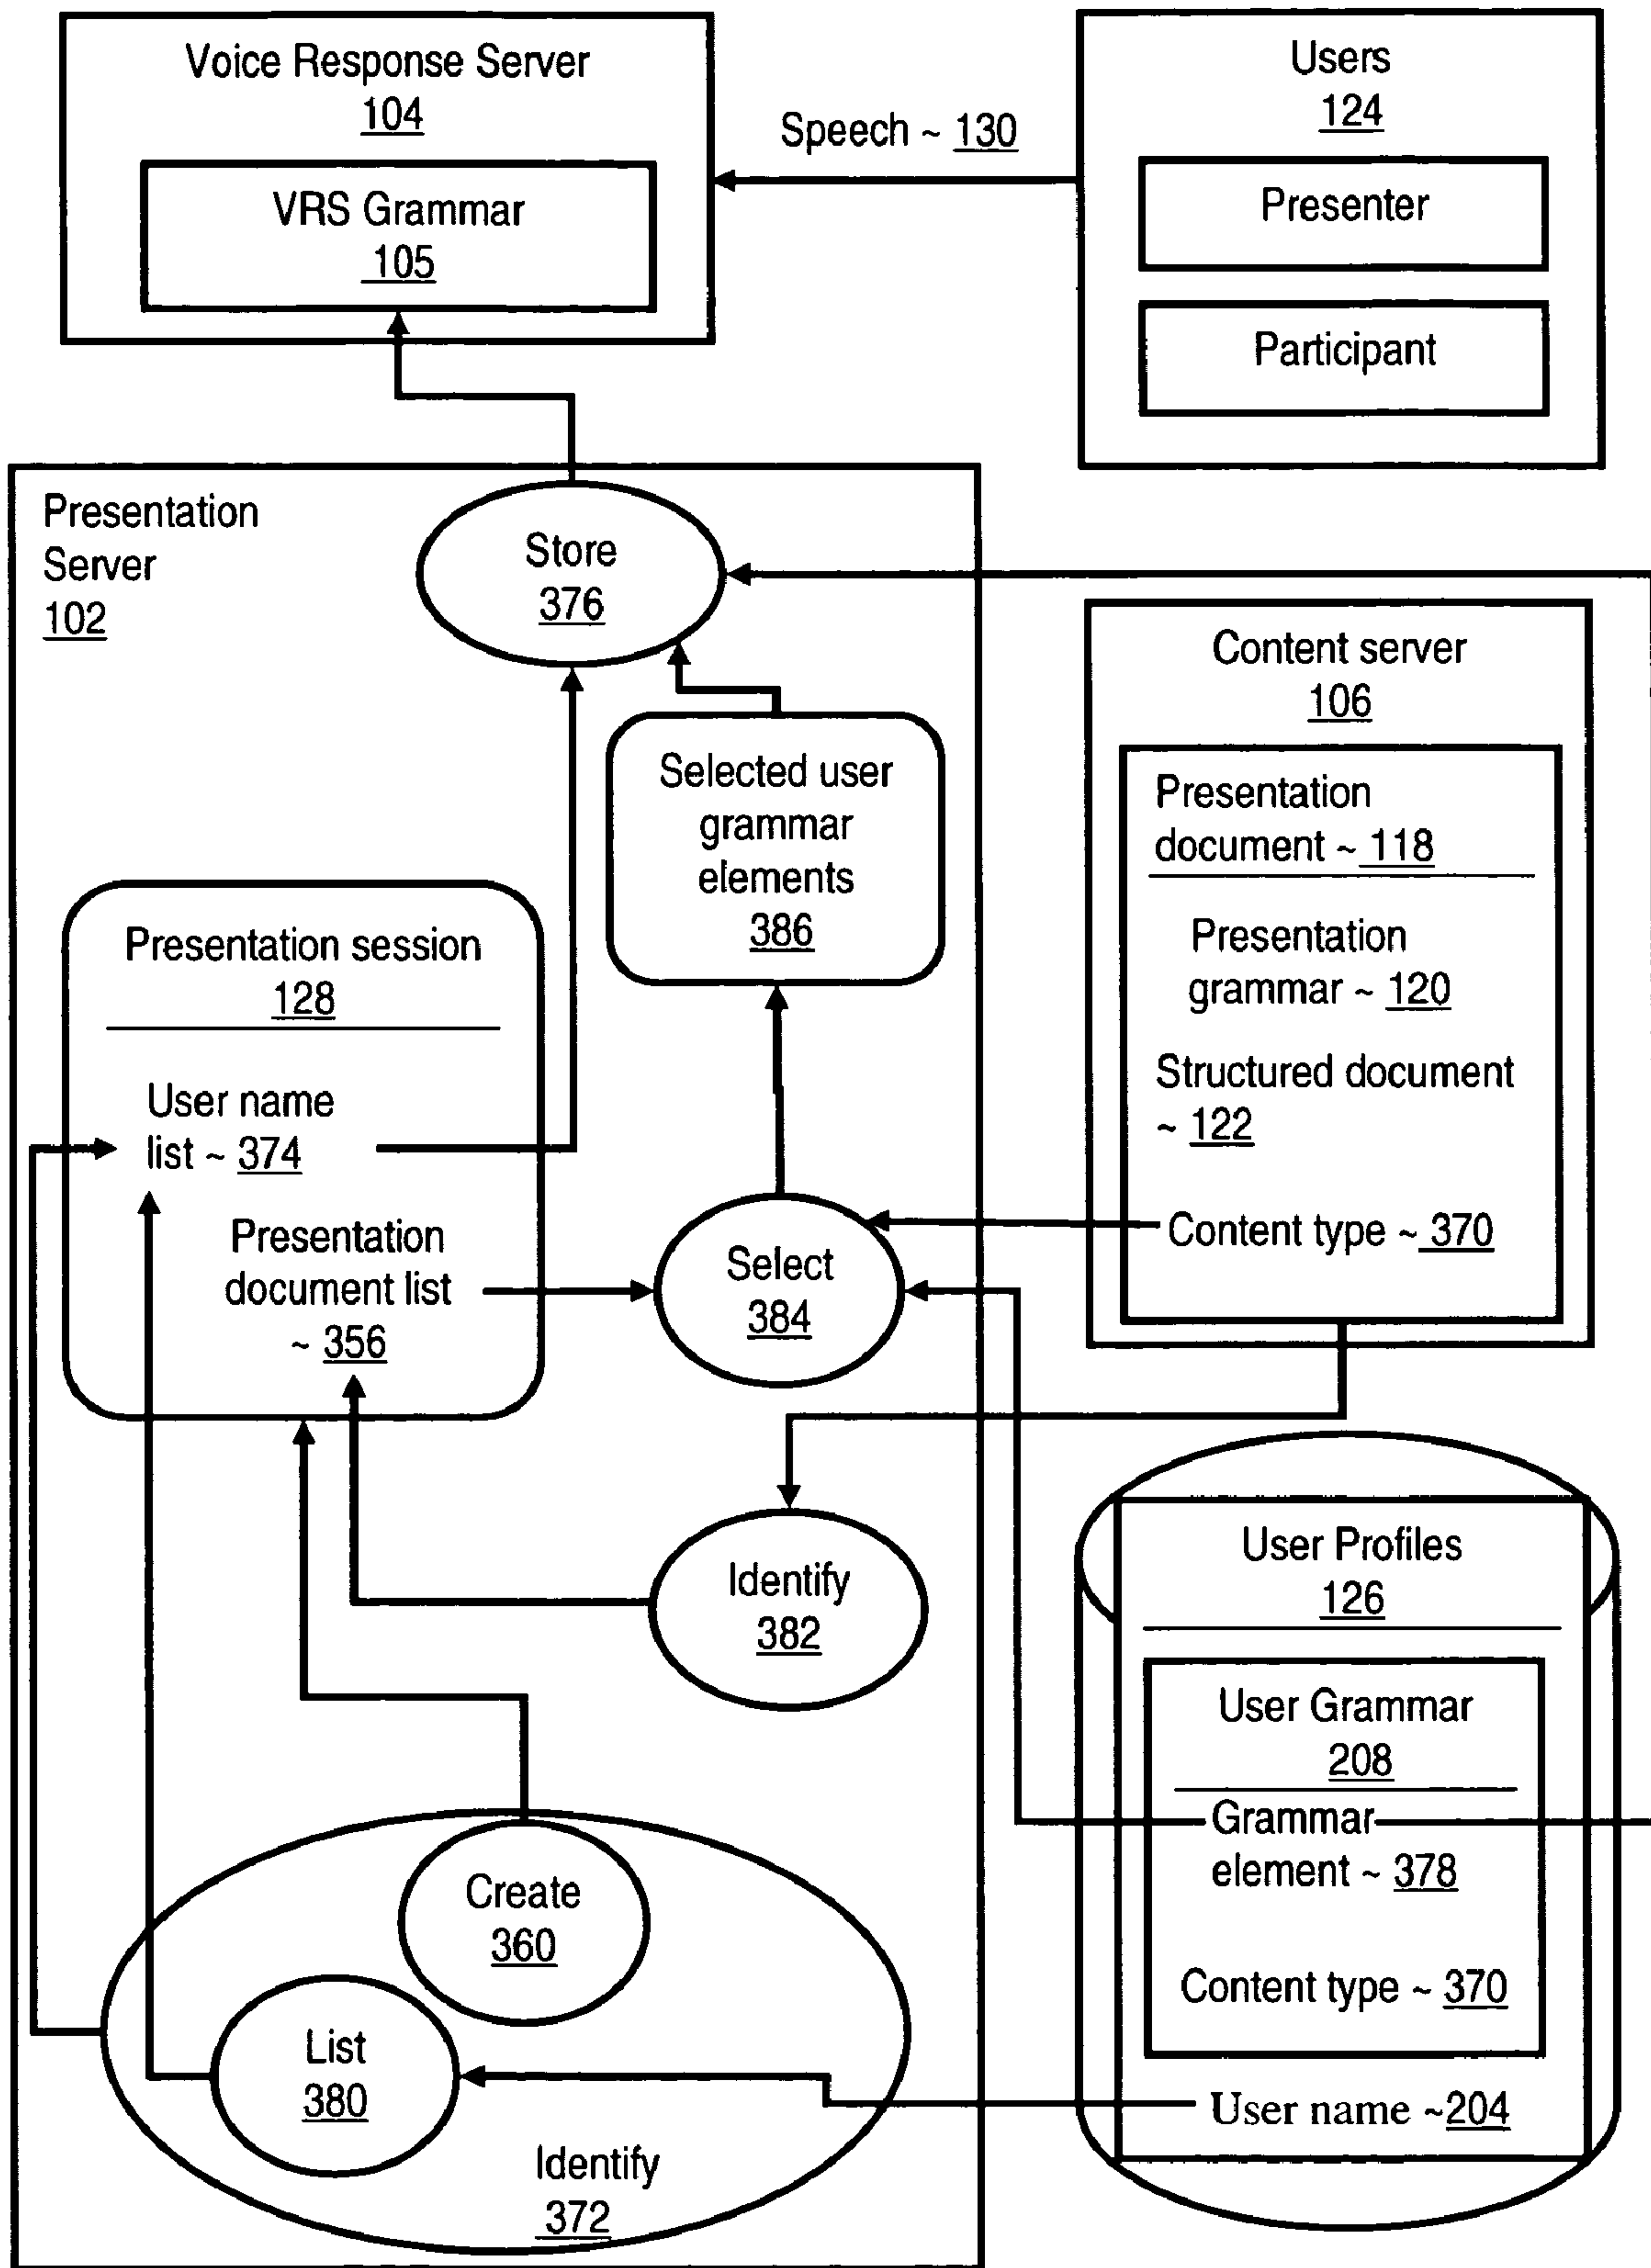 Voice Response Server
104
VRS Grammar
105
Speech ~ 130
Users
124
Presenter
Participant
Presentation
Server
102
Store
376
Selected user
grammar
elements
386
Presentation session
128
User name
list ~ 374
Presentation
document list
~ 356
Select
384
Identify
382
Create
360
List
380
Identify
372
Content server
106
Presentation
document ~ 118
Presentation
grammar ~ 120
Structured document
~ 122
Content type ~ 370
User Profiles
126
User Grammar
208
Grammar
element ~ 378
Content type ~ 370
User name ~204